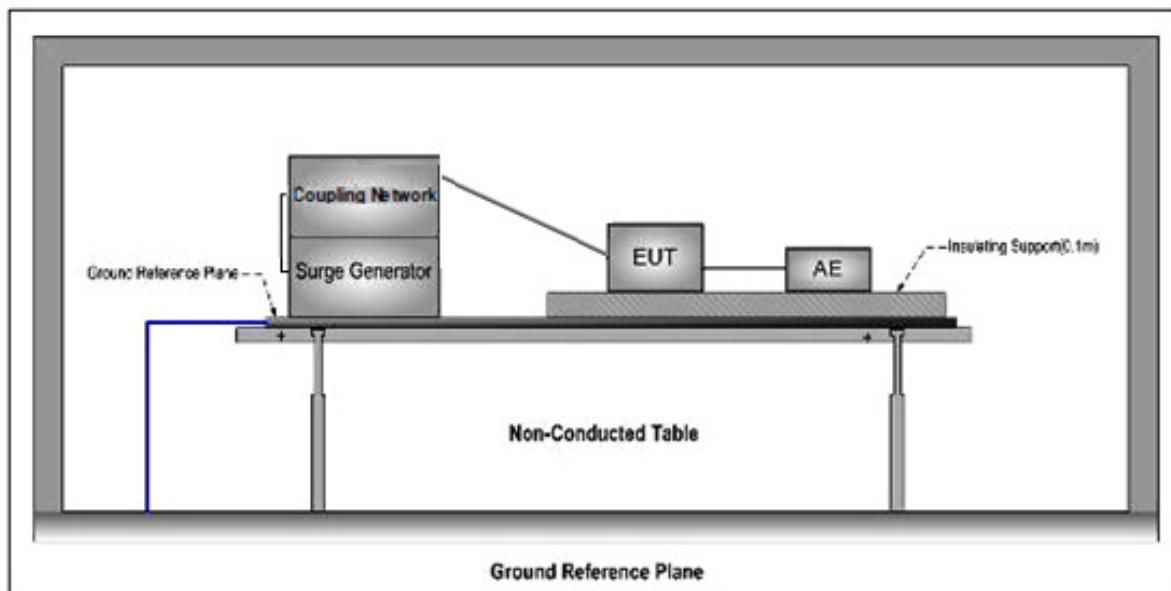 Coupling Network
Surge Generator
Ground Reference Plane
EUT
AE
Insulating Support(0.1m)
Non-Conducted Table
Ground Reference Plane